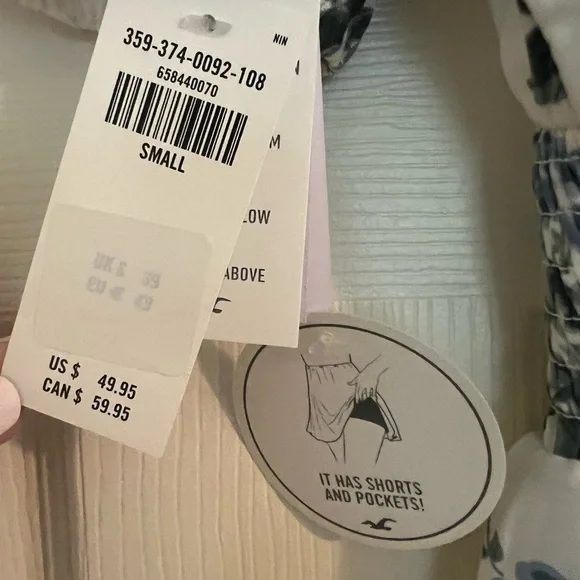 359-374-0092-108
658440070
SMALL
US $ 49.95
CAN $ 59.95
NIN
M
LOW
ABOVE
IT HAS SHORTS
AND POCKETS!